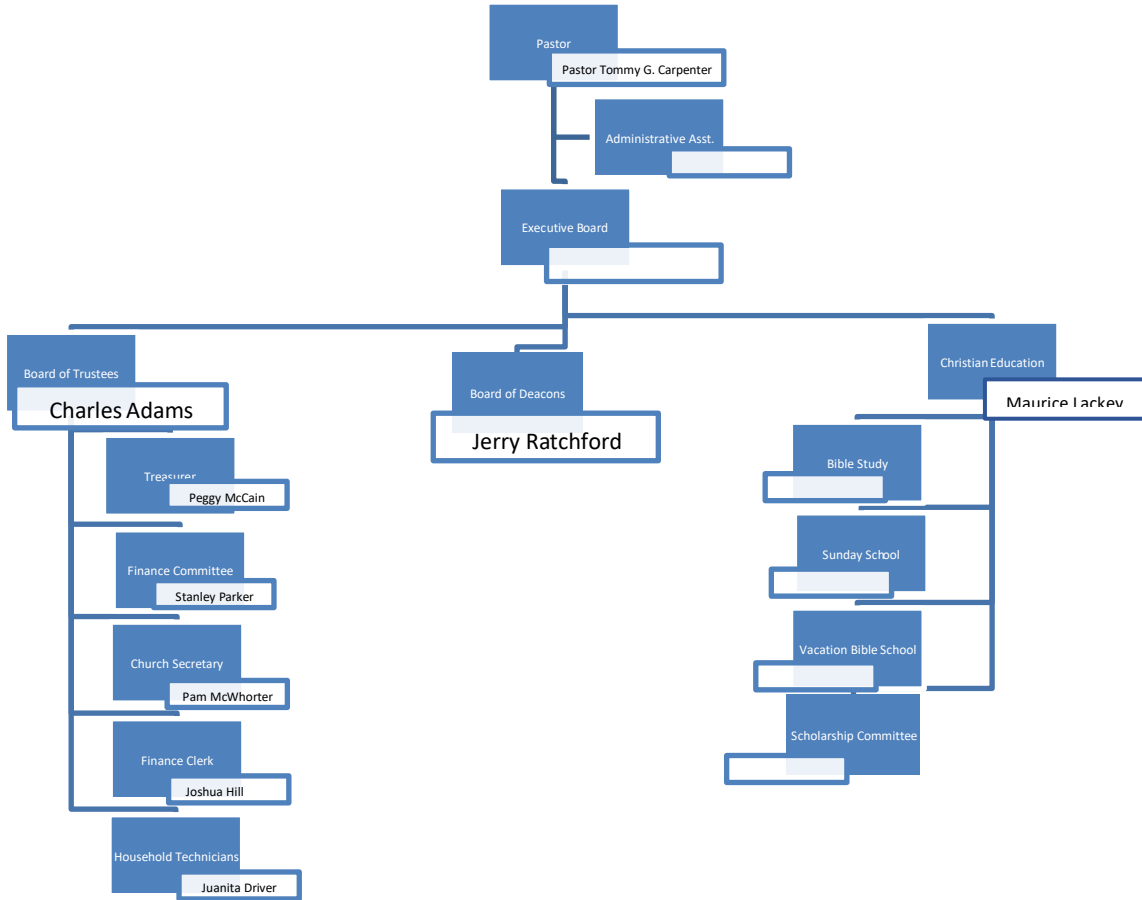 Pastor
Pastor Tommy G. Carpenter
Administrative Asst.
Executive Board
Board of Trustees
Charles Adams
Board of Deacons
Jerry Ratchford
Christian Education
Maurice Lackey
Treasurer
Peggy McCain
Finance Committee
Stanley Parker
Church Secretary
Pam McWhorter
Finance Clerk
Joshua Hill
Household Technicians
Juanita Driver
Bible Study
Sunday School
Vacation Bible School
Scholarship Committee